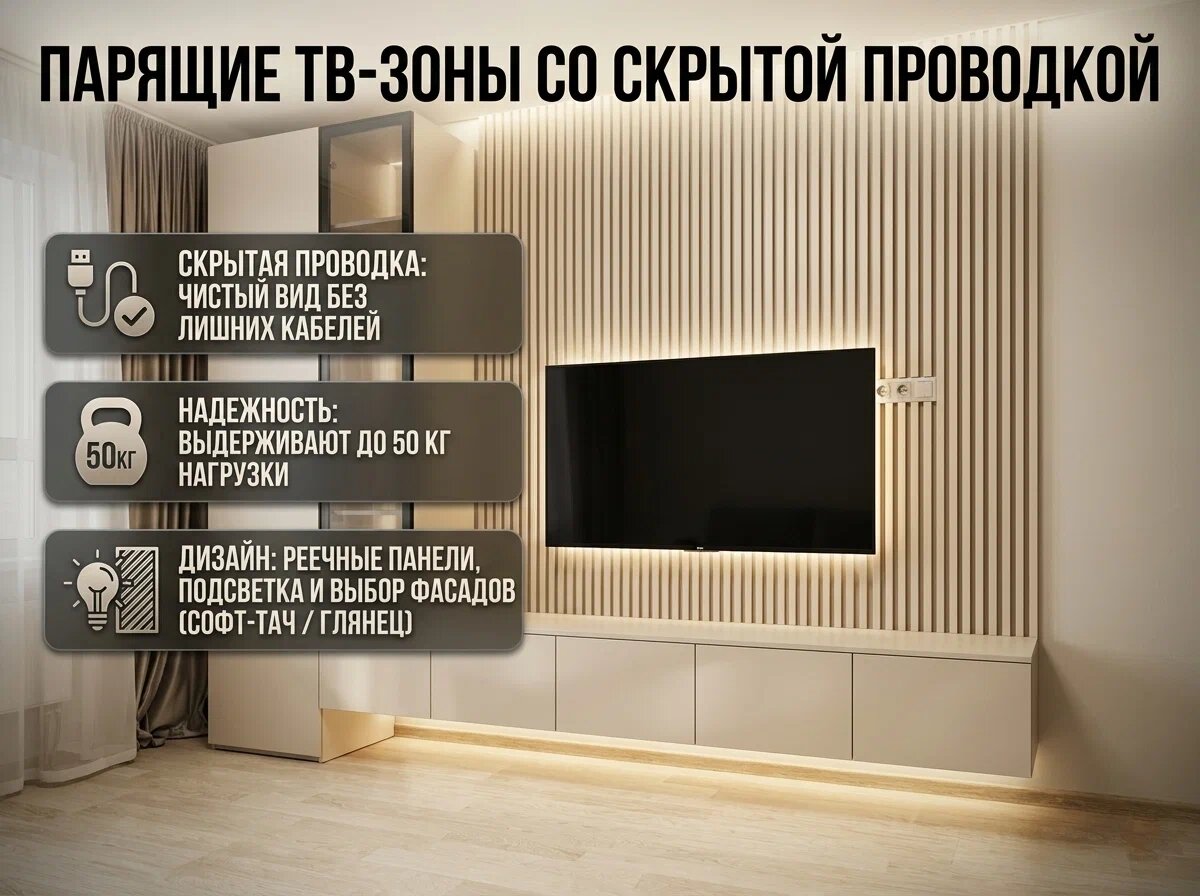 ПАРЯЩИЕ ТВ-ЗОНЫ СО СКРЫТОЙ ПРОВОДКОЙ
СКРЫТАЯ ПРОВОДКА:
ЧИСТЫЙ ВИД БЕЗ
ЛИШНИХ КАБЕЛЕЙ
50КГ
НАДЕЖНОСТЬ:
ВЫДЕРЖИВАЮТ ДО 50 КГ
НАГРУЗКИ
ДИЗАЙН: РЕЕЧНЫЕ ПАНЕЛИ,
ПОДСВЕТКА И ВЫБОР ФАСАДОВ
(СОФТ-ТАЧ / ГЛЯНЕЦ)